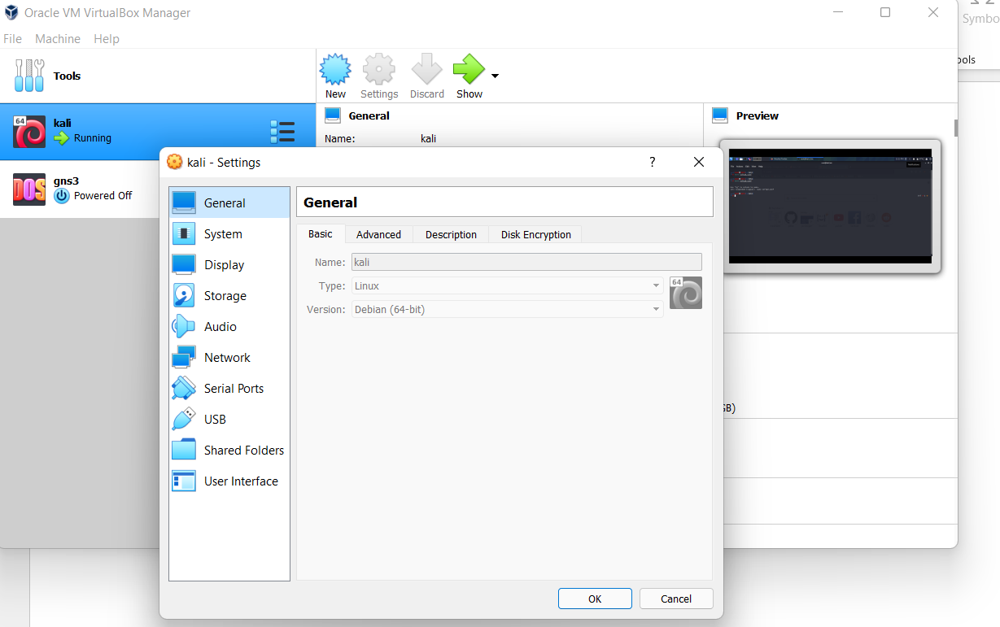 Oracle VM VirtualBox Manager
Symbo
File Machine Help
ools
Tools
New Settings Discard Show
64
kali
Running
General
Name: kali
Preview
DOS
gns3
Powered Off
kali - Settings
?
General
System
Display
Storage
Audio
Network
Serial Ports
USB
Shared Folders
User Interface
General
Basic Advanced Description Disk Encryption
Name: kali
Type: Linux
64
Version: Debian (64-bit)
GB)
OK Cancel